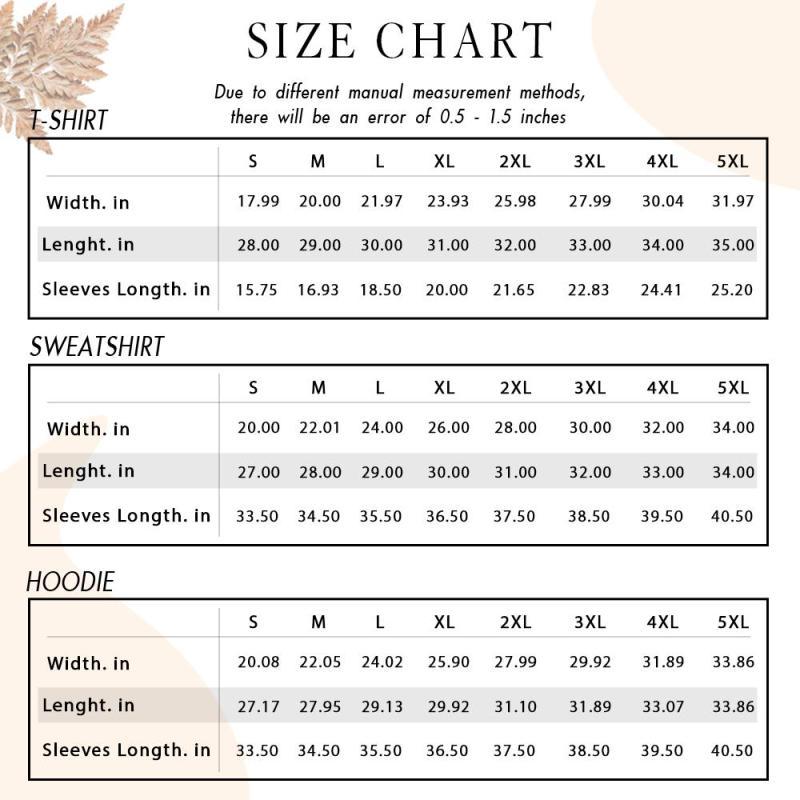 SIZE CHART
Due to different manual measurement methods,
there will be an error of 0.5 - 1.5 inches
T-SHIRT
S M L XL 2XL 3XL 4XL 5XL
Width. in 17.99 20.00 21.97 23.93 25.98 27.99 30.04 31.97
Lenght. in 28.00 29.00 30.00 31.00 32.00 33.00 34.00 35.00
Sleeves Longth. in 15.75 16.93 18.50 20.00 21.65 22.83 24.41 25.20
SWEATSHIRT
S M L XL 2XL 3XL 4XL 5XL
Width. in 20.00 22.01 24.00 26.00 28.00 30.00 32.00 34.00
Lenght. in 27.00 28.00 29.00 30.00 31.00 32.00 33.00 34.00
Sleeves Longth. in 33.50 34.50 35.50 36.50 37.50 38.50 39.50 40.50
HOODIE
S M L XL 2XL 3XL 4XL 5XL
Width. in 20.08 22.05 24.02 25.90 27.99 29.92 31.89 33.86
Lenght. in 27.17 27.95 29.13 29.92 31.10 31.89 33.07 33.86
Sleeves Longth. in 33.50 34.50 35.50 36.50 37.50 38.50 39.50 40.50